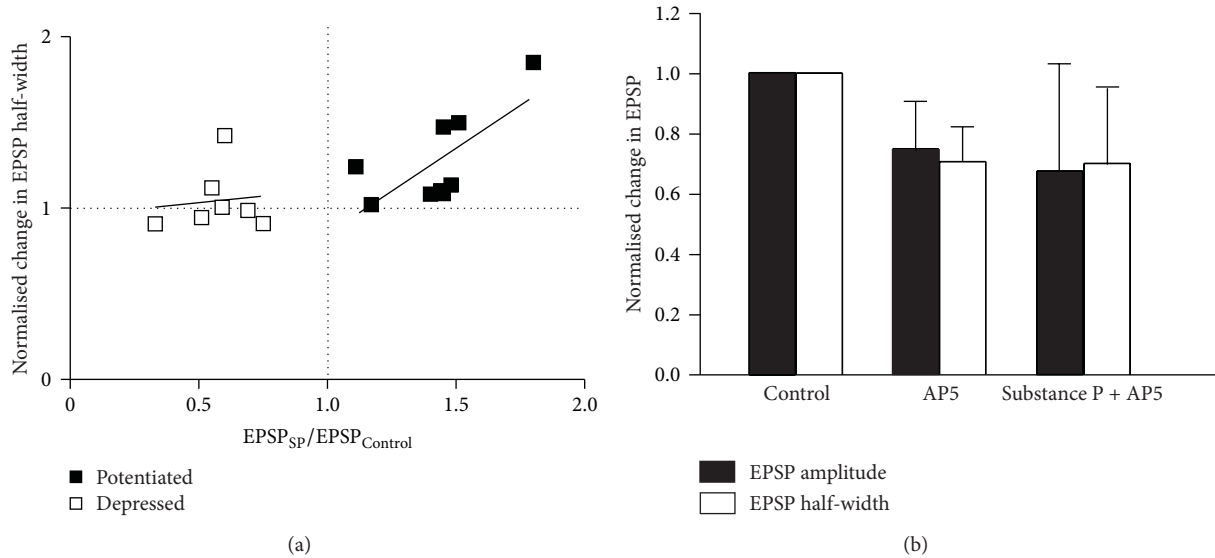 Normalised change in EPSP half-width
2
1
1
0
0.5
1.0
1.5
2.0
EPSP_SP/EPSP_Control
Potentiated
Depressed
(a)
Normalised change in EPSP
1.2
1.0
0.8
0.6
0.4
0.2
0.0
Control
AP5
Substance P + AP5
EPSP amplitude
EPSP half-width
(b)